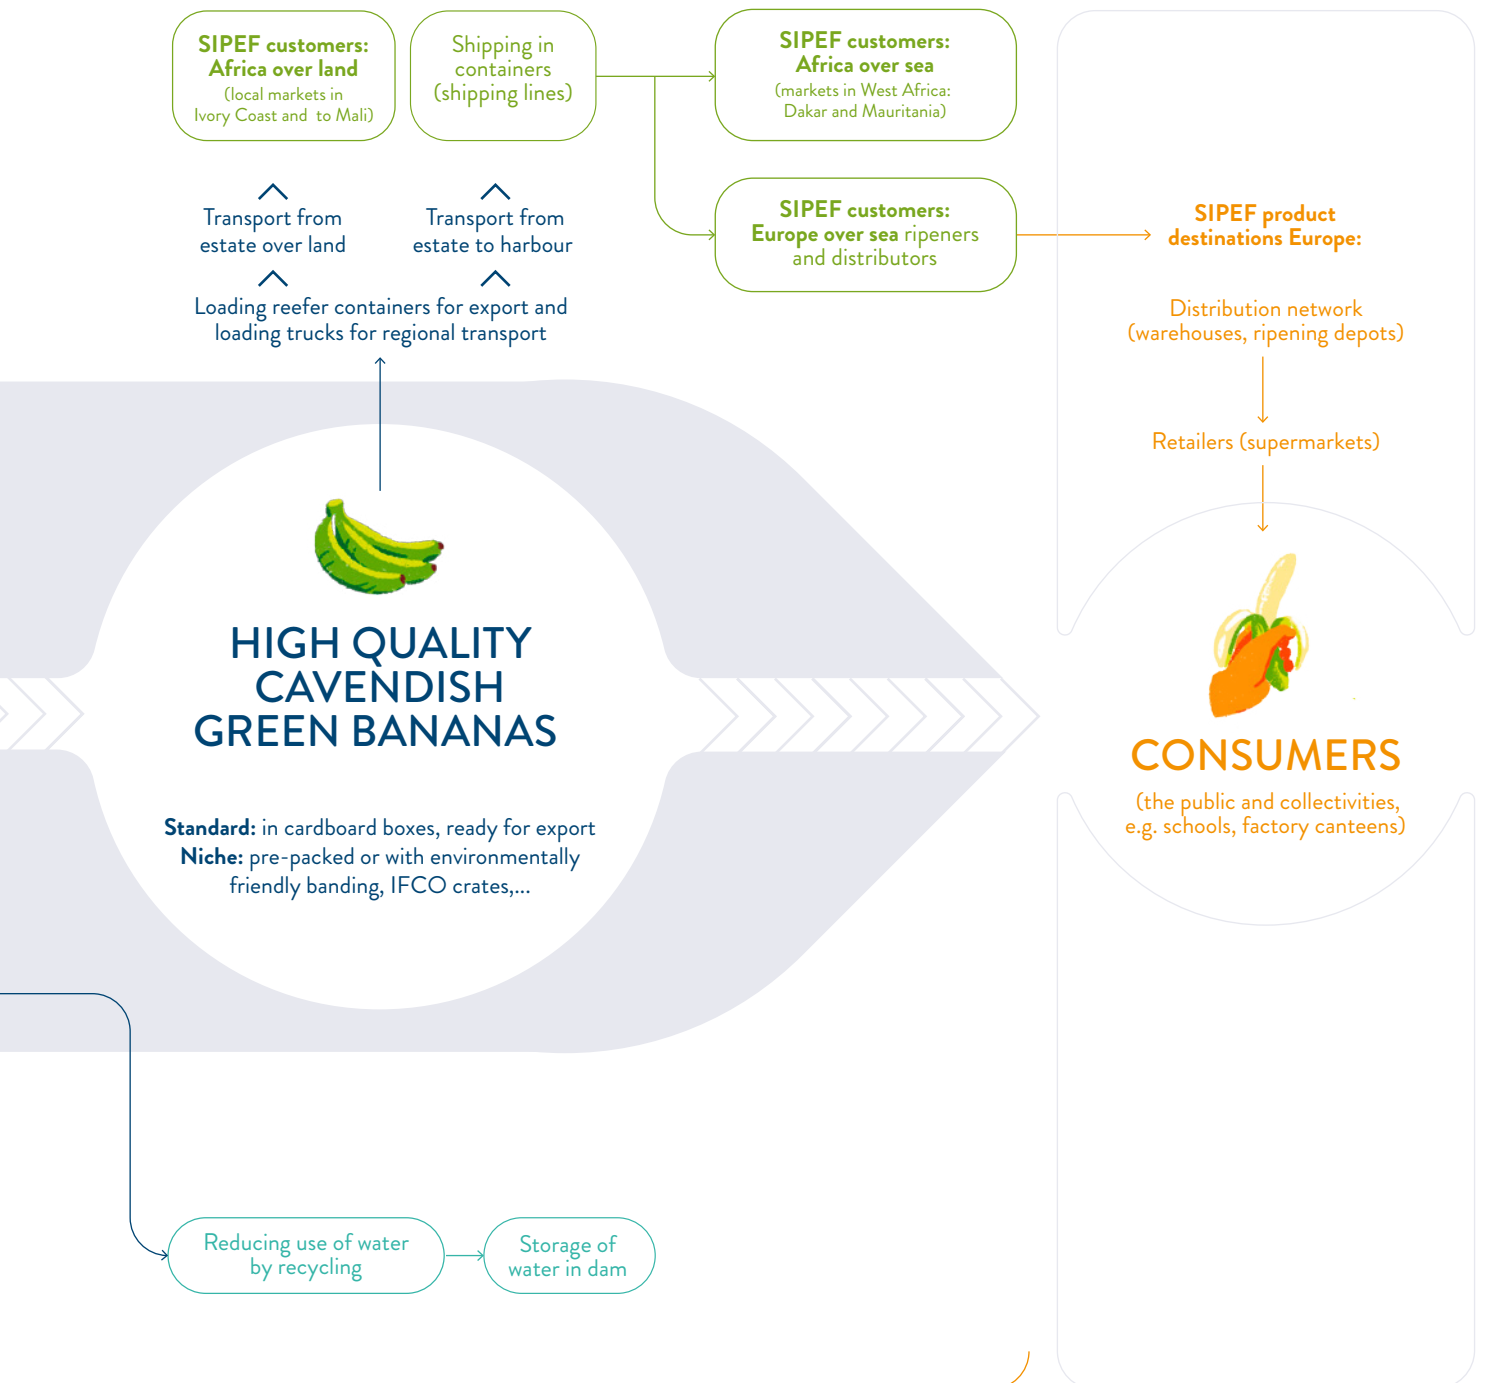 SIPEF customers:
Africa over land
(local markets in
Ivory Coast and to Mali)
Shipping in
containers
(shipping lines)
SIPEF customers:
Africa over sea
(markets in West Africa:
Dakar and Mauritania)
SIPEF customers:
Europe over sea ripeners
and distributors
SIPEF product
destinations Europe:
Transport from
estate over land
Transport from
estate to harbour
Loading reefer containers for export and
loading trucks for regional transport
Distribution network
(warehouses, ripening depots)
Retailers (supermarkets)
HIGH QUALITY
CAVENDISH
GREEN BANANAS
Standard: in cardboard boxes, ready for export
Niche: pre-packed or with environmentally
friendly banding, IFCO crates,...
CONSUMERS
(the public and collectivities,
e.g. schools, factory canteens)
Reducing use of water
by recycling
Storage of
water in dam